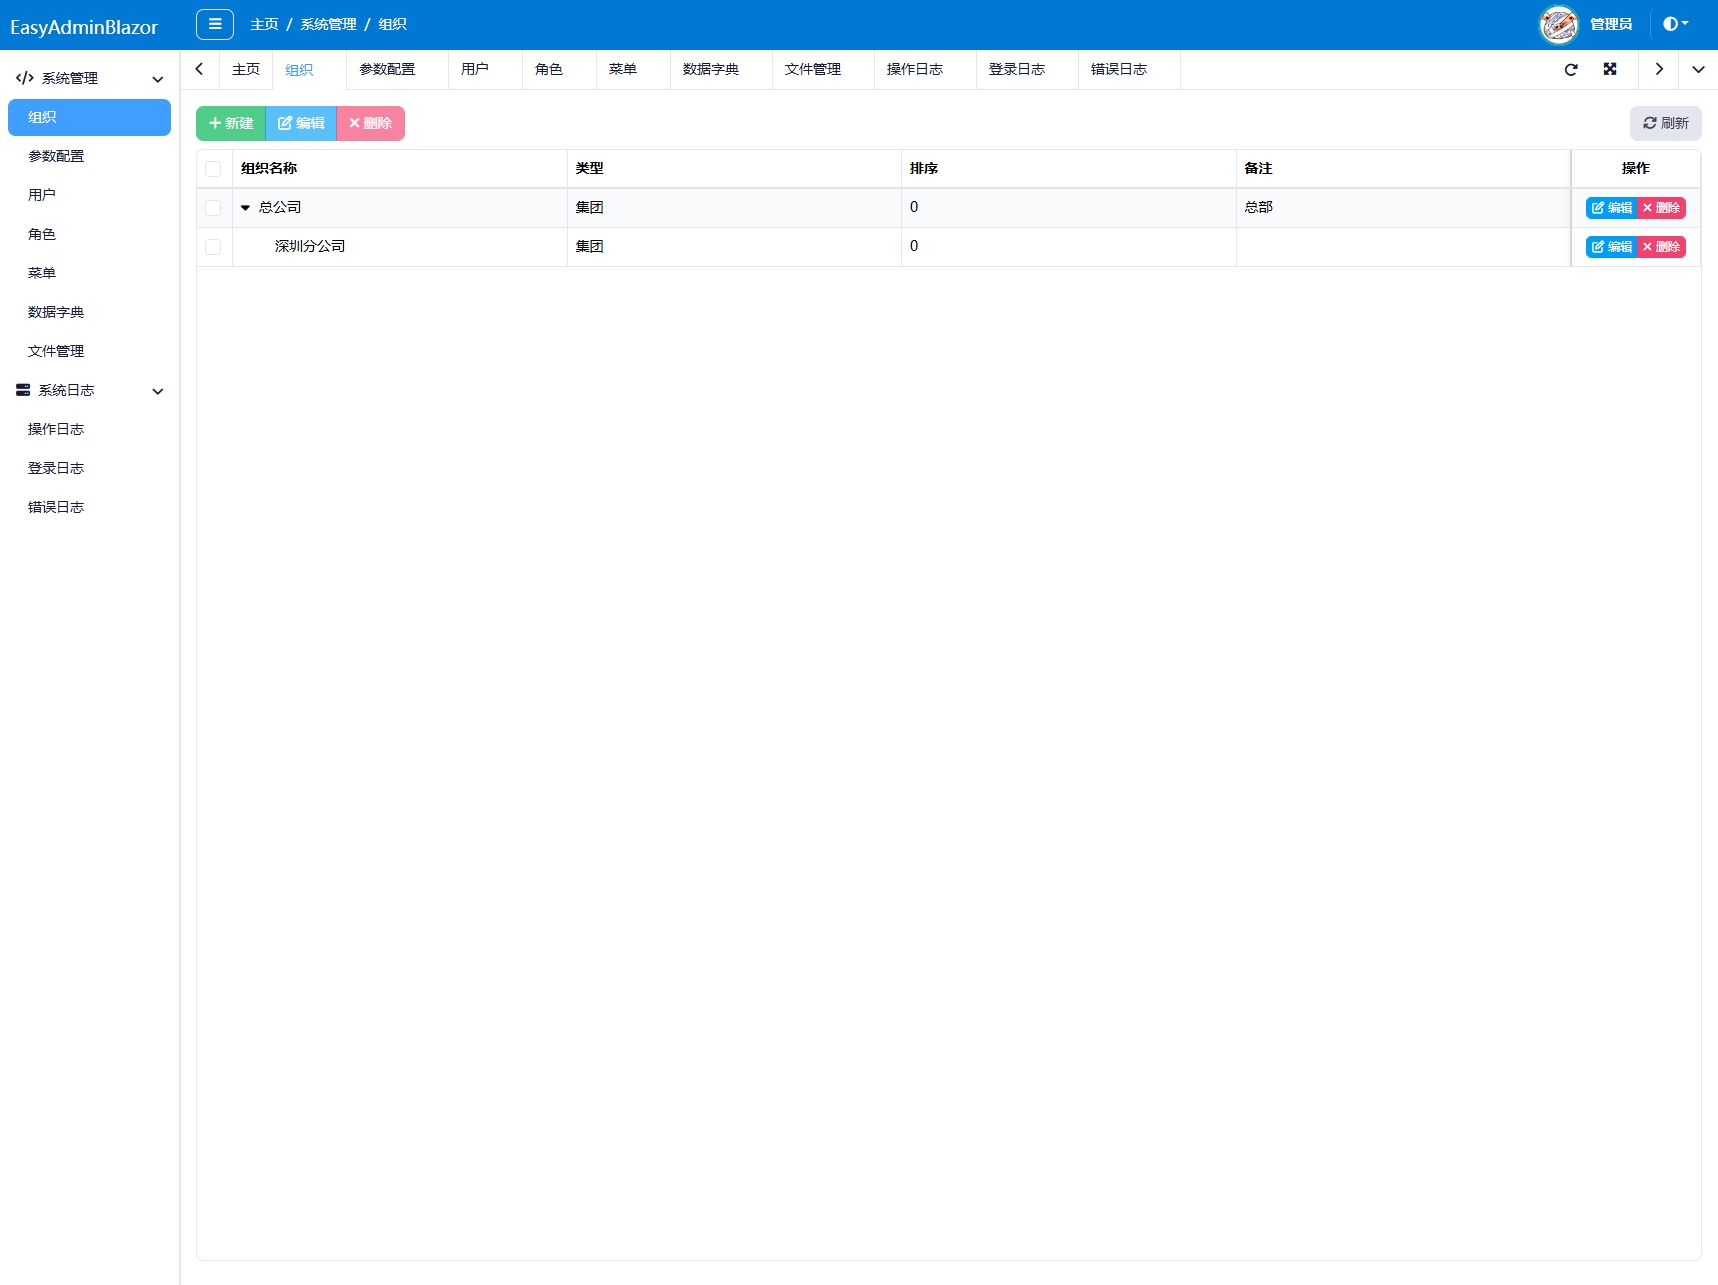 EasyAdminBlazor
主页 / 系统管理 / 组织
管理员
系统管理
组织
参数配置
用户
角色
菜单
数据字典
文件管理
系统日志
操作日志
登录日志
错误日志
主页 组织 参数配置 用户 角色 菜单 数据字典 文件管理 操作日志 登录日志 错误日志
新建 编辑 删除 刷新
组织名称 类型 排序 备注 操作
总公司 集团 0 总部 编辑 删除
深圳分公司 集团 0 编辑 删除